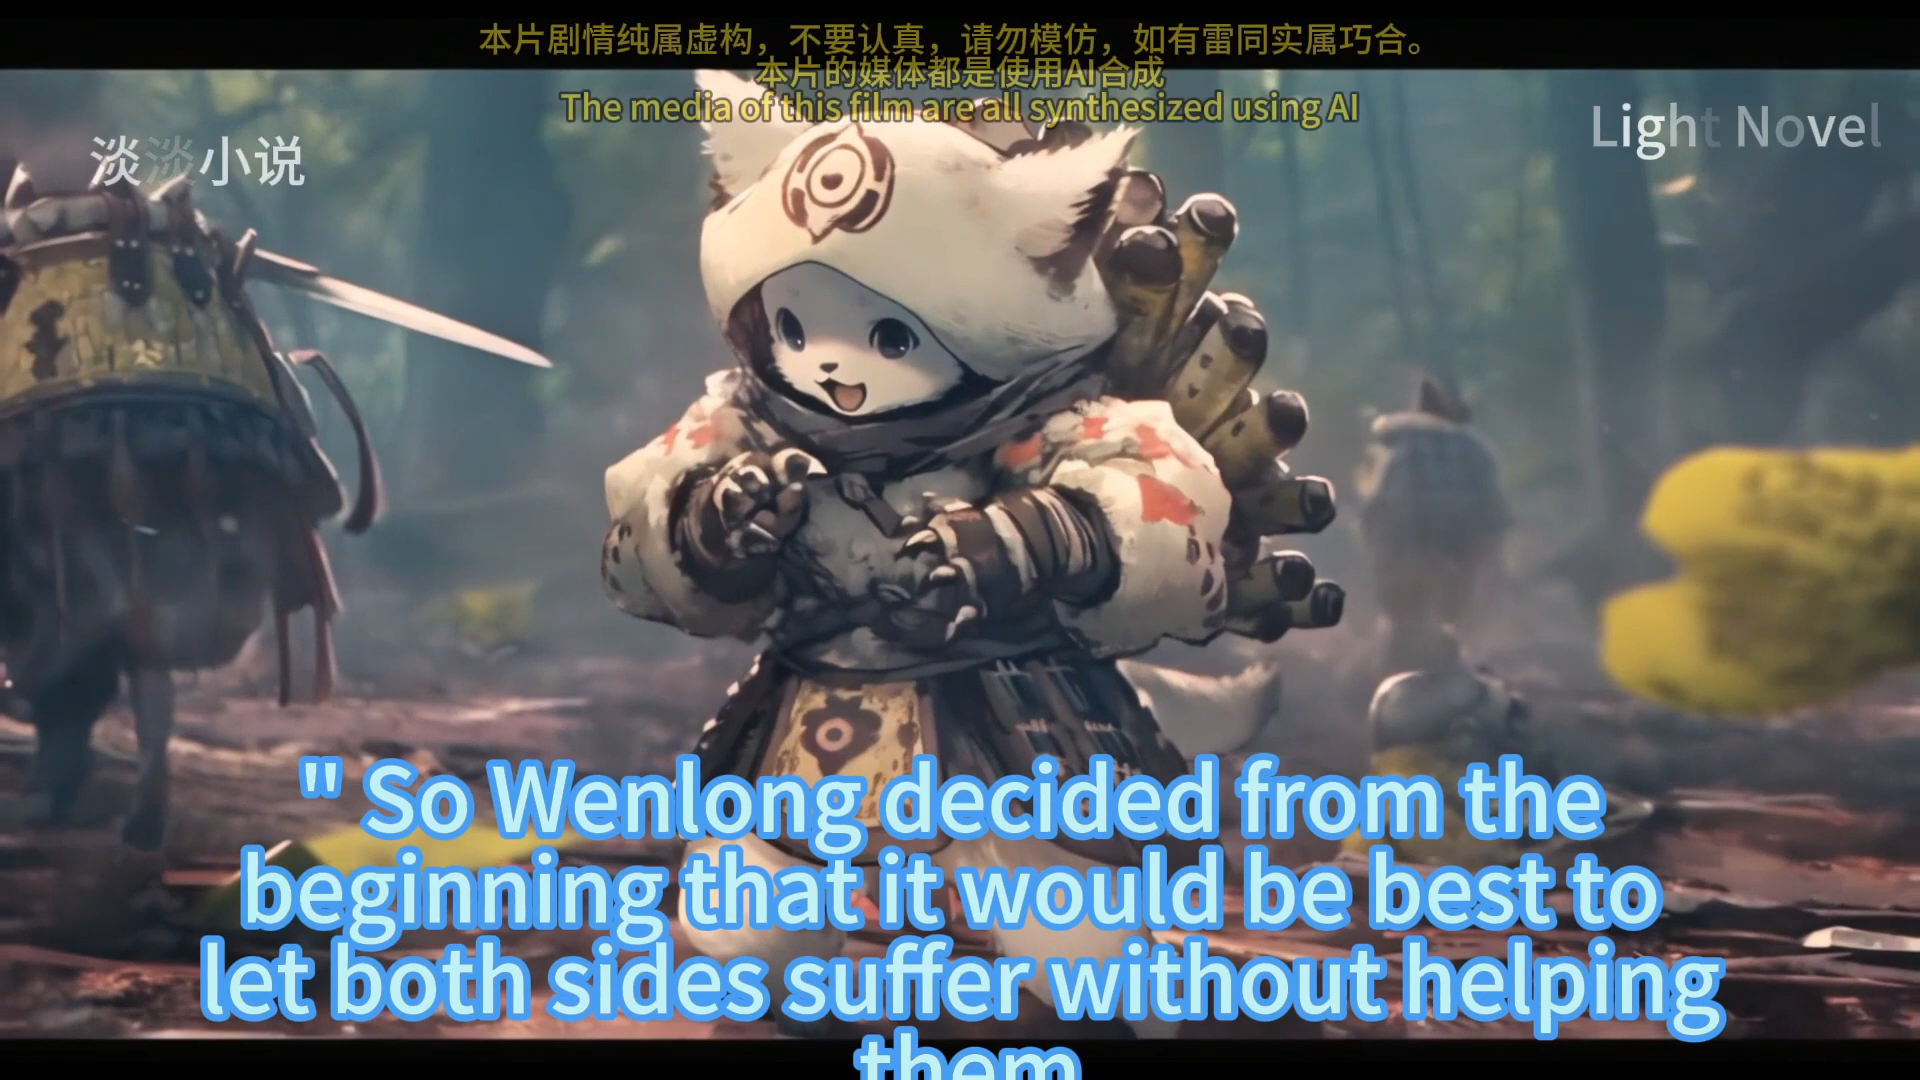 本片剧情纯属虚构，不要认真，请勿模仿，如有雷同实属巧合。
本片的媒体都是使用AI合成
The media of this film are all synthesized using AI
淡淡小说
Light Novel
" So Wenlong decided from the
beginning that it would be best to
let both sides suffer without helping
them